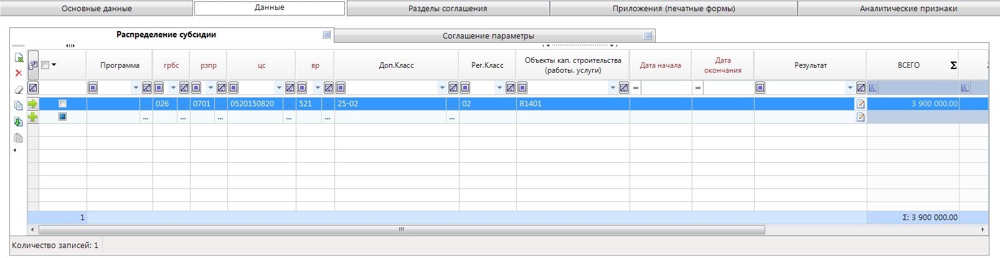 Основные данные Данные Разделы соглашения Приложения (печатные формы) Аналитические признаки
Распределение субсидии Соглашение параметры
Программа грбс рзпр цс вр Доп.Класс Рег.Класс Объекты кап. строительства (работы. услуги) Дата начала Дата окончания Результат ВСЕГО Σ
= =
... 026 ... 0701 ... 0520150820 ... 521 ... 25-02 ... 02 Я1401 3 900 000.00
... ... ... ... ... ...
1 Σ: 3 900 000.00
Количество записей: 1